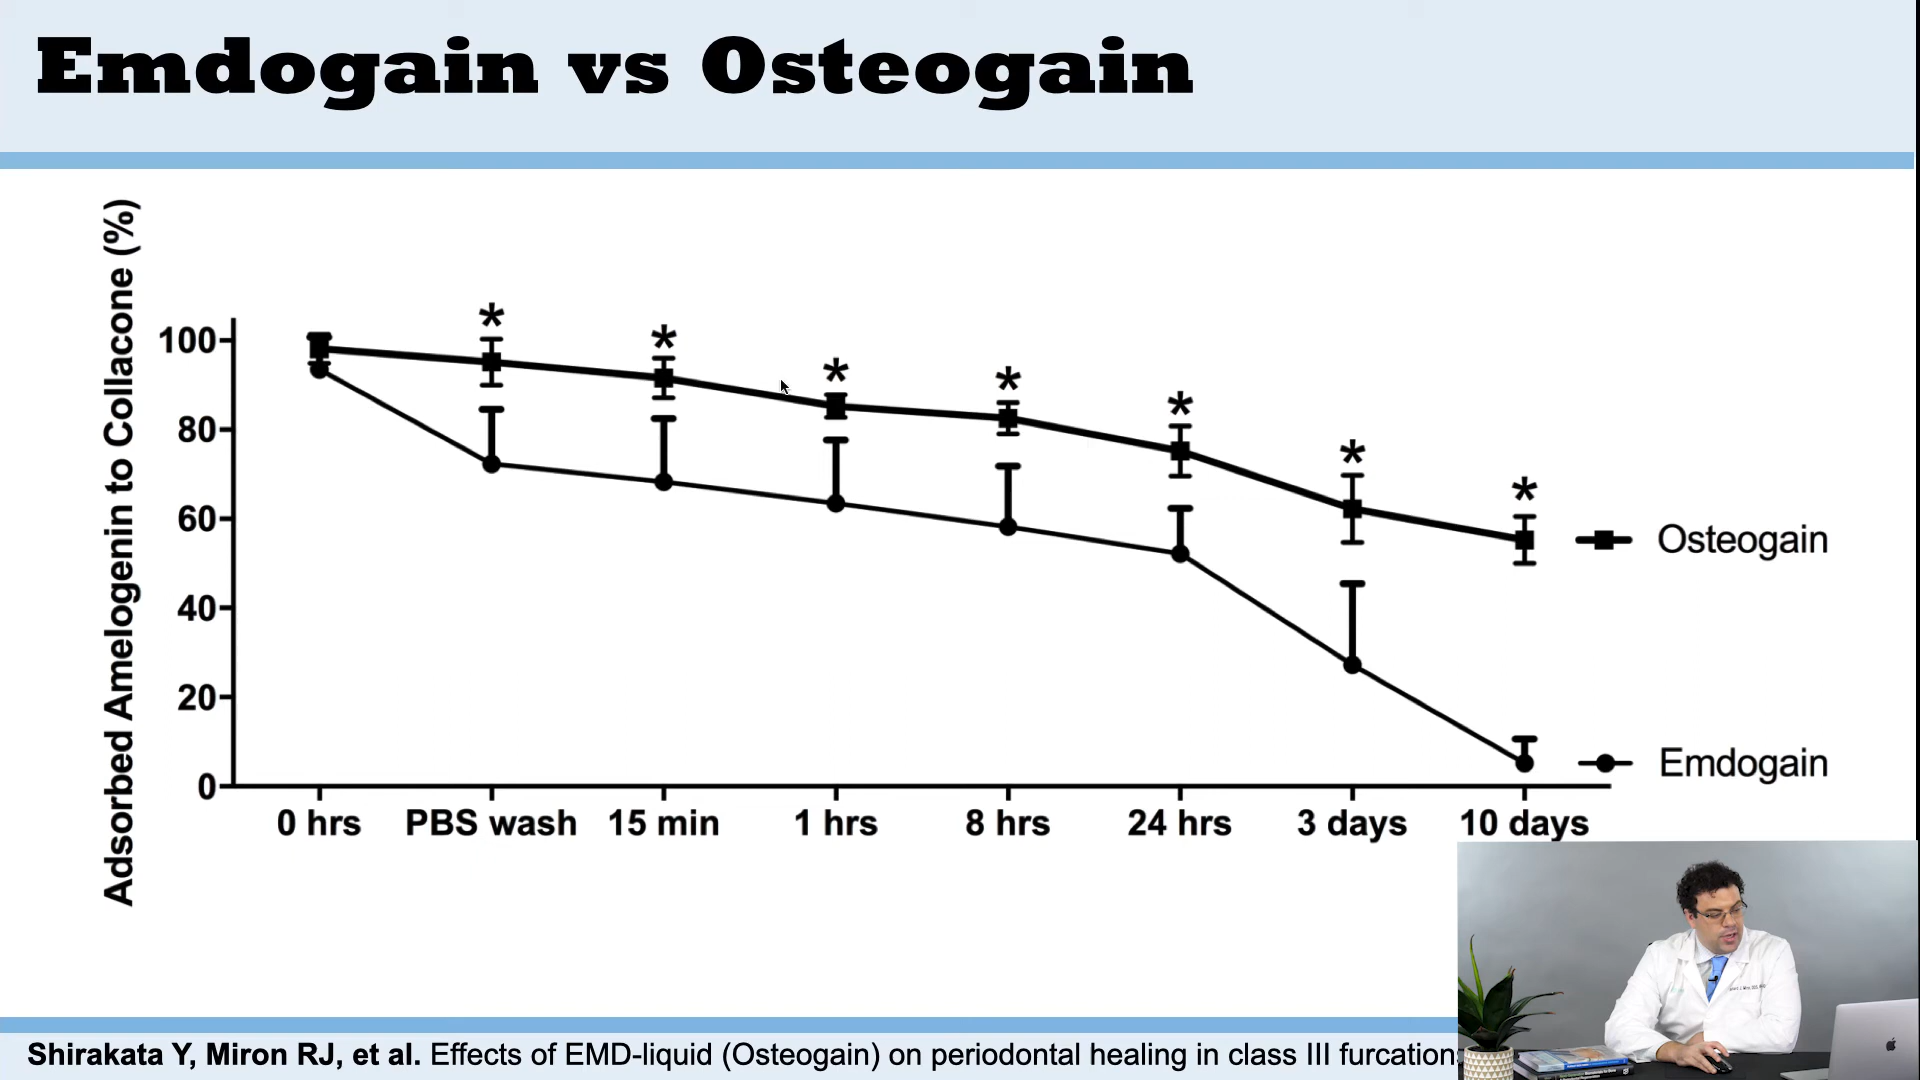 Emdogain vs Osteogain
Adsorbed Amelogenin to Collacone (%)
100
80
60
40
20
0
* * * * * * *
0 hrs PBS wash 15 min 1 hrs 8 hrs 24 hrs 3 days 10 days
Osteogain
Emdogain
Shirakata Y, Miron RJ, et al. Effects of EMD-liquid (Osteogain) on periodontal healing in class III furcation